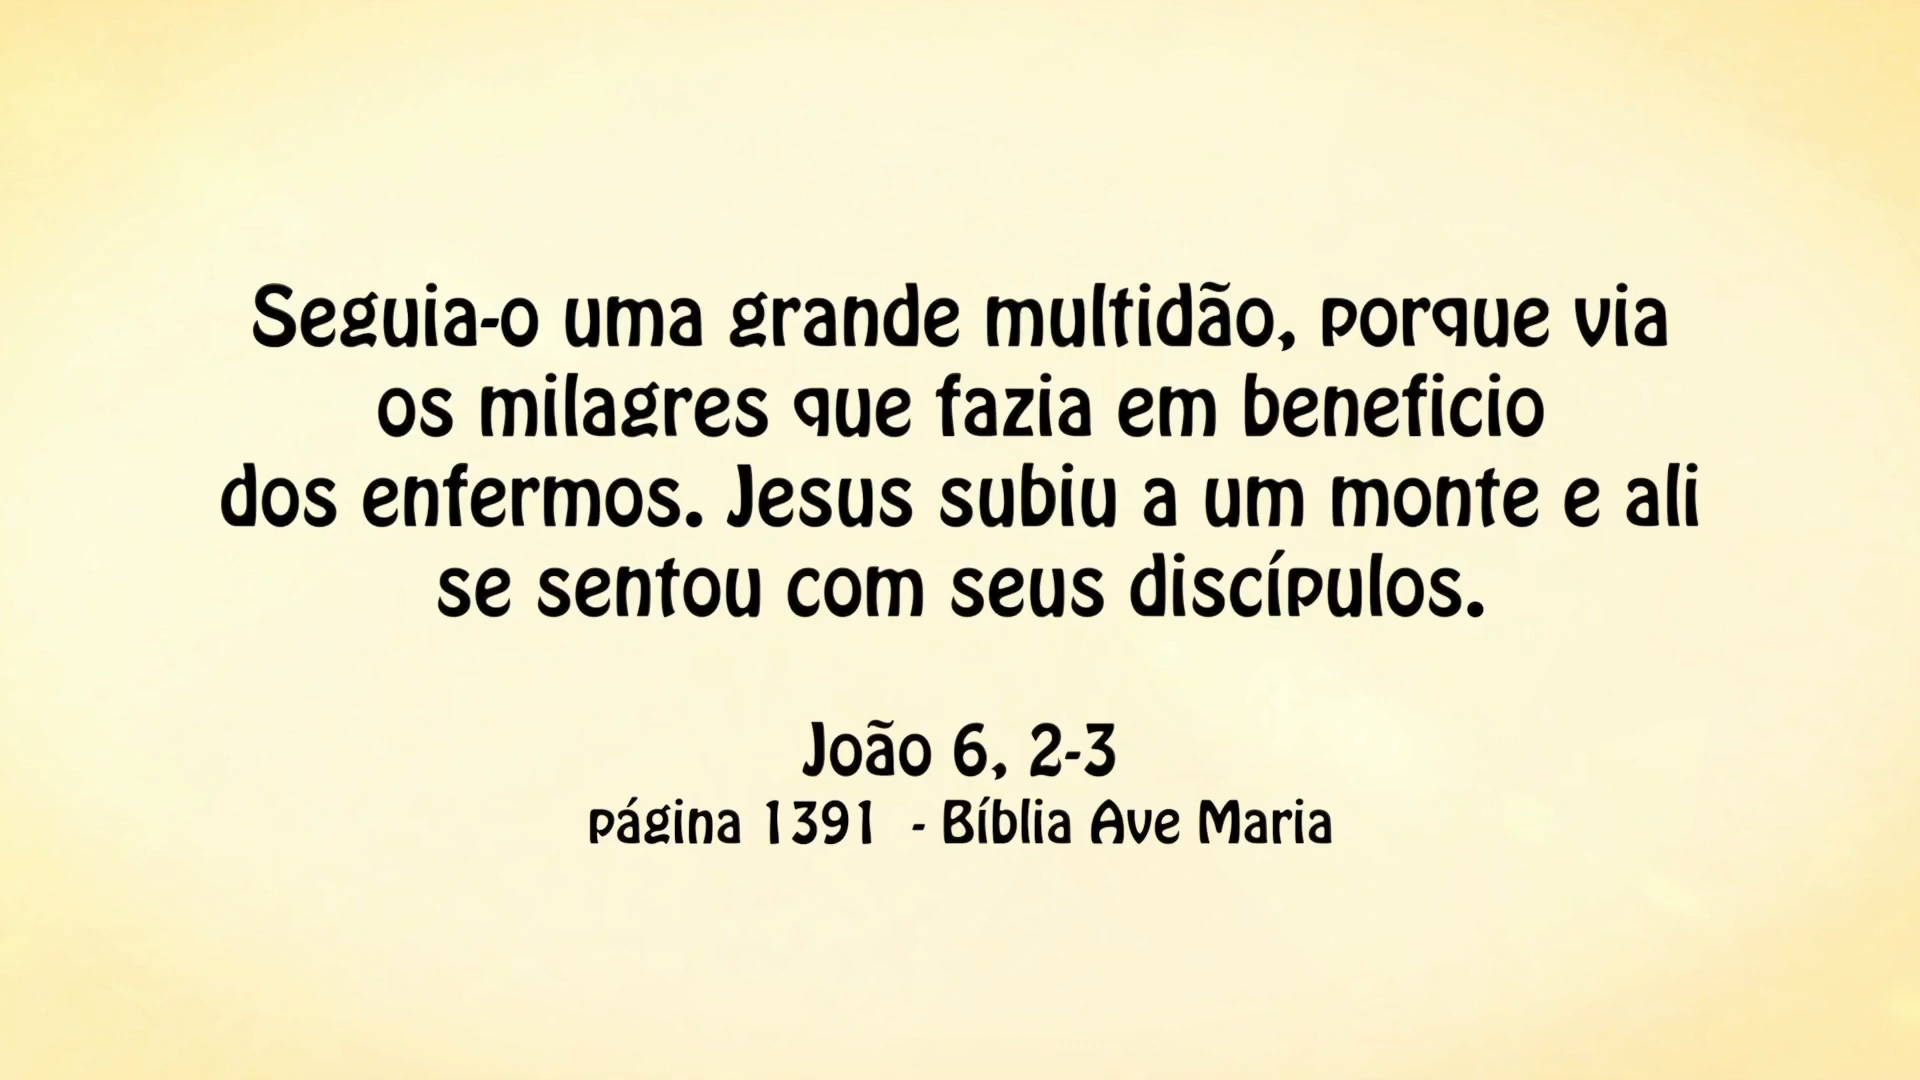 Seguia-o uma grande multidão, porque via
os milagres que fazia em beneficio
dos enfermos. Jesus subiu a um monte e ali
se sentou com seus discípulos.
João 6, 2-3
página 1391 - Bíblia Ave Maria